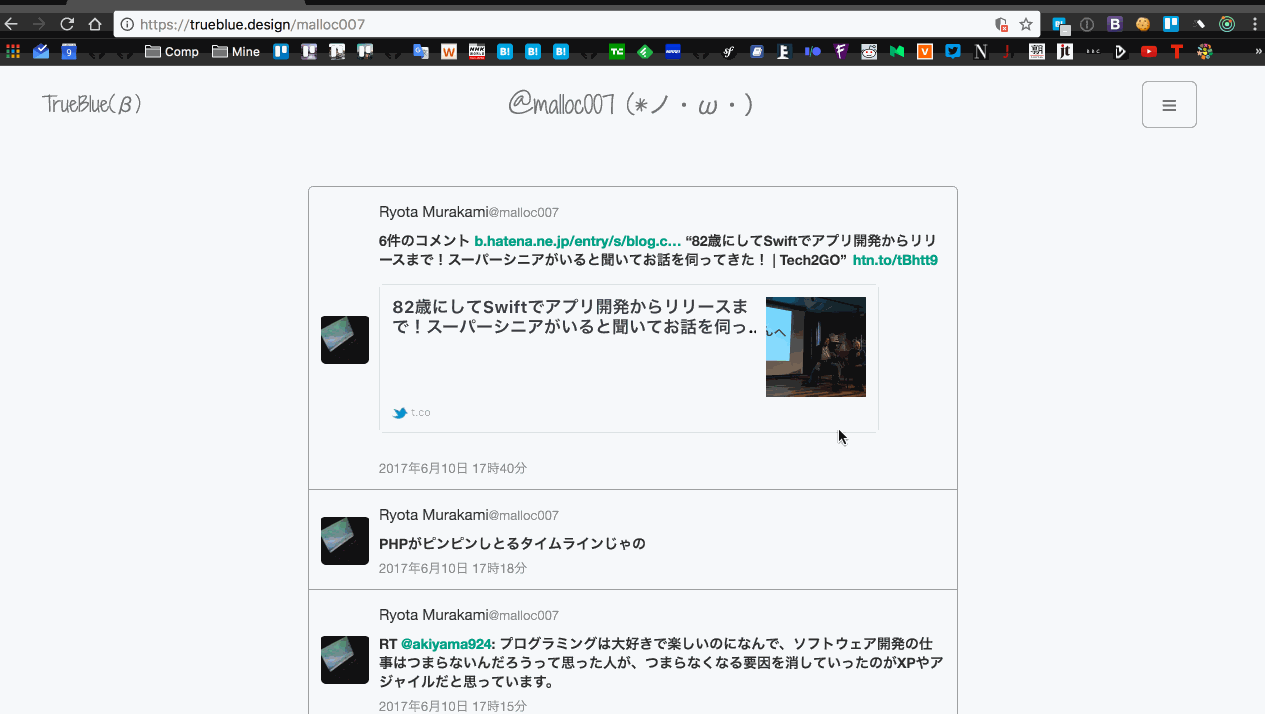 https://trueblue.design/malloc007
Comp
Mine
TrueBlue(β)
@malloc007 (*ノ・ω・)
Ryota Murakami@malloc007
6件のコメント b.hatena.ne.jp/entry/s/blog.c… “82歳にしてSwiftでアプリ開発からリリ
ースまで！スーパーシニアがいると聞いてお話を伺ってきた！ | Tech2GO” htn.to/tBhtt9
82歳にしてSwiftでアプリ開発からリリースま
で！スーパーシニアがいると聞いてお話を伺っ..
んへ
t.co
2017年6月10日 17時40分
Ryota Murakami@malloc007
PHPがピンピンしとるタイムラインじゃの
2017年6月10日 17時18分
Ryota Murakami@malloc007
RT @akiyama924: プログラミングは大好きで楽しいのになんで、ソフトウェア開発の仕
事はつまらないんだろうって思った人が、つまらなくなる要因を消していったのがXPやア
ジャイルだと思っています。
2017年6月10日 17時15分